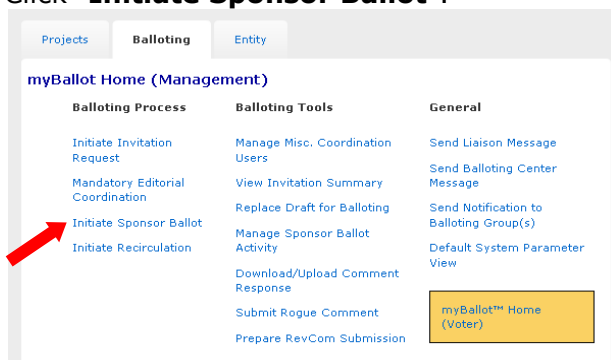 Click "Initiate Sponsor Ballot".
Projects
Balloting
Entity
myBallot Home (Management)
Balloting Process
Initiate Invitation
Request
Mandatory Editorial
Coordination
Initiate Sponsor Ballot
Initiate Recirculation
Balloting Tools
Manage Misc. Coordination
Users
View Invitation Summary
Replace Draft for Balloting
Manage Sponsor Ballot
Activity
Download/Upload Comment
Response
Submit Rogue Comment
Prepare RevCom Submission
General
Send Liaison Message
Send Balloting Center
Message
Send Notification to
Balloting Group(s)
Default System Parameter
View
myBallot™ Home
(Voter)